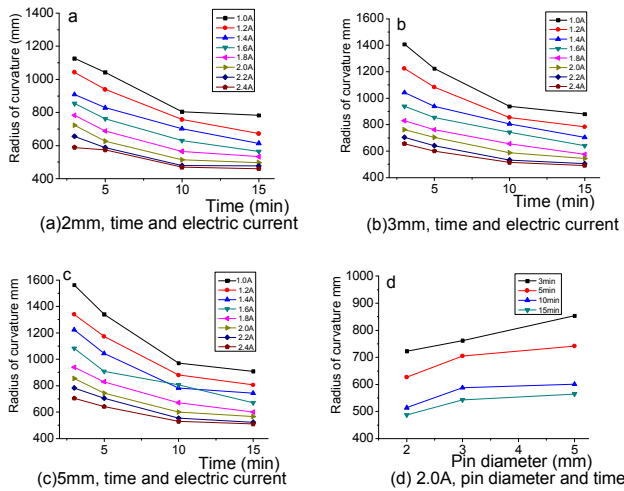 a
1400
1200
1000
800
600
400
Radius of curvature (mm)
1.0A
1.2A
1.4A
1.6A
1.8A
2.0A
2.2A
2.4A
5 10 15
Time (min)
(a)2mm, time and electric current
b
1600
1400
1200
1000
800
600
400
Radius of curvature mm
1.0A
1.2A
1.4A
1.6A
1.8A
2.0A
2.2A
2.4A
5 10 15
Time (min)
(b)3mm, time and electric current
c
1600
1400
1200
1000
800
600
400
Radius of curvature mm
1.0A
1.2A
1.4A
1.6A
1.8A
2.0A
2.2A
2.4A
5 10 15
Time (min)
(c)5mm, time and electric current
d
1000
900
800
700
600
500
400
Radius of curvature mm
3min
5min
10min
15min
2 3 4 5
Pin diameter (mm)
(d) 2.0A, pin diameter and time